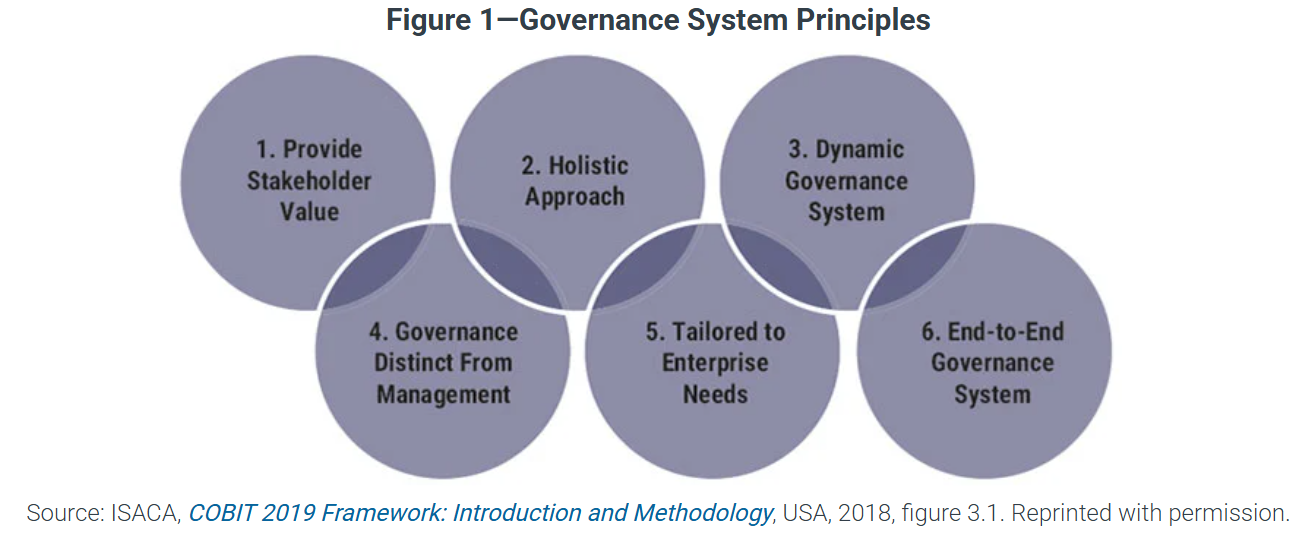 Figure 1—Governance System Principles
1. Provide
Stakeholder
Value
2. Holistic
Approach
3. Dynamic
Governance
System
4. Governance
Distinct From
Management
5. Tailored to
Enterprise
Needs
6. End-to-End
Governance
System
Source: ISACA, COBIT 2019 Framework: Introduction and Methodology, USA, 2018, figure 3.1. Reprinted with permission.